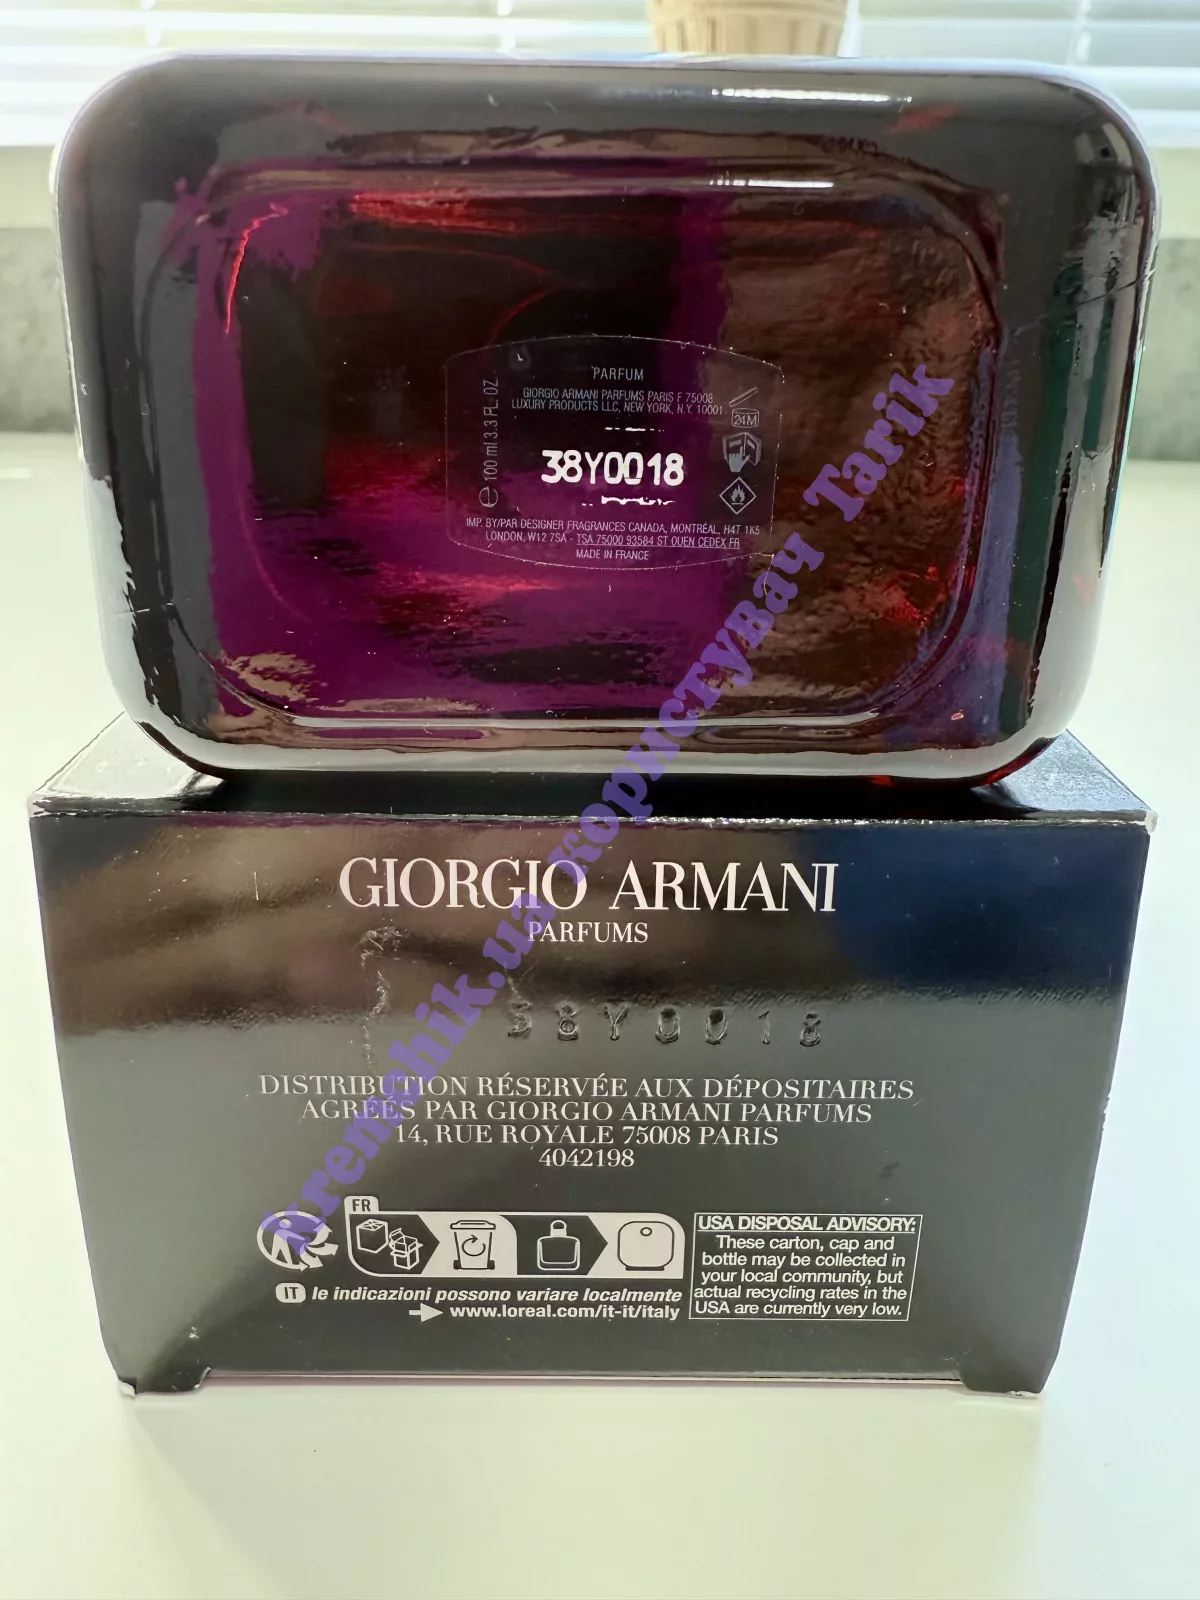 PARFUM
GIORGIO ARMANI PARFUMS PARIS F 75008
LUXURY PRODUCTS LLC, NEW YORK, N.Y. 10001
24M
e 100 ml 3.3 FL. OZ.
38Y0018
IMP. BY/PAR DESIGNER FRAGRANCES CANADA, MONTRÉAL, H4T 1K5
LONDON, W12 7SA - TSA 75000 93584 ST OUEN CEDEX FR
MADE IN FRANCE
kremchik.ua користувач Tarik
GIORGIO ARMANI
PARFUMS
38Y0018
DISTRIBUTION RÉSERVÉE AUX DÉPOSITAIRES
AGRÉÉS PAR GIORGIO ARMANI PARFUMS
14, RUE ROYALE 75008 PARIS
4042198
FR
IT le indicazioni possono variare localmente
www.loreal.com/it-it/italy
USA DISPOSAL ADVISORY:
These carton, cap and
bottle may be collected in
your local community, but
actual recycling rates in the
USA are currently very low.